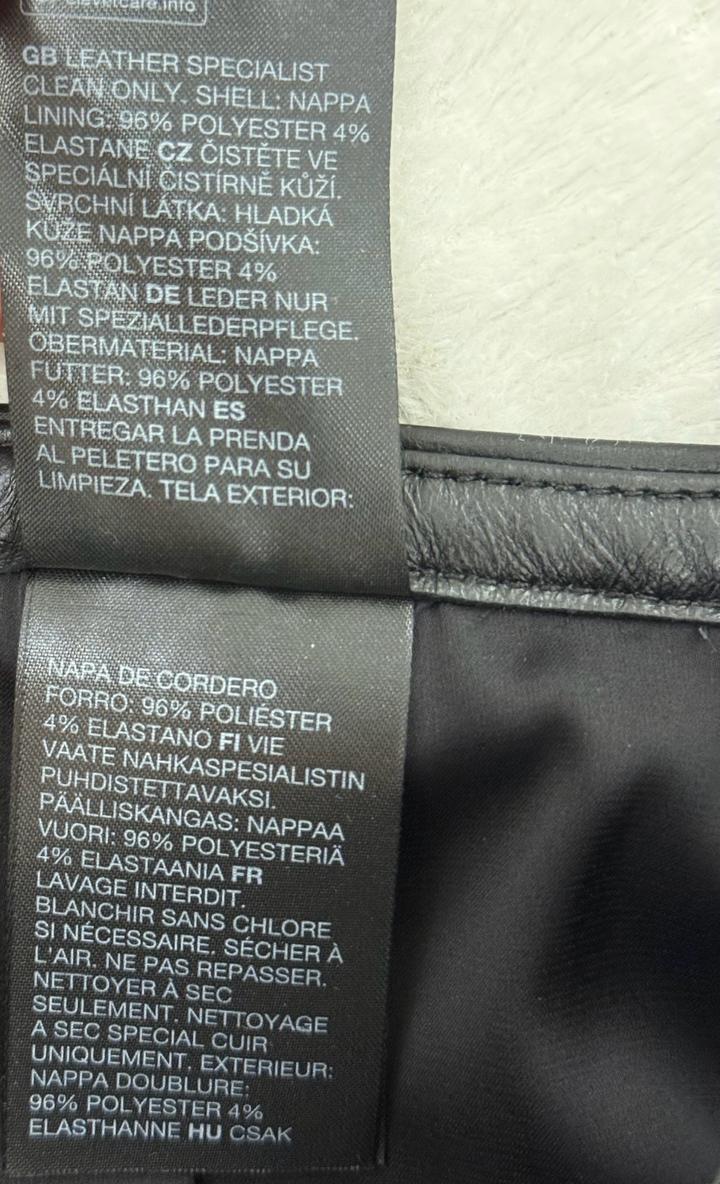 clevercare.info
GB LEATHER SPECIALIST
CLEAN ONLY. SHELL: NAPPA
LINING: 96% POLYESTER 4%
ELASTANE CZ ČISTĚTE VE
SPECIÁLNÍ ČISTÍRNĚ KŮŽÍ.
SVRCHNÍ LÁTKA: HLADKÁ
KŮŽE NAPPA PODŠÍVKA:
96% POLYESTER 4%
ELASTAN DE LEDER NUR
MIT SPEZIALLEDERPFLEGE.
OBERMATERIAL: NAPPA
FUTTER: 96% POLYESTER
4% ELASTHAN ES
ENTREGAR LA PRENDA
AL PELETERO PARA SU
LIMPIEZA. TELA EXTERIOR:
NAPA DE CORDERO
FORRO: 96% POLIÉSTER
4% ELASTANO FI VIE
VAATE NAHKASPESIALISTIN
PUHDISTETTAVAKSI.
PÄÄLLISKANGAS: NAPPAA
VUORI: 96% POLYESTERIÄ
4% ELASTAANIA FR
LAVAGE INTERDIT.
BLANCHIR SANS CHLORE
SI NÉCESSAIRE. SÉCHER À
L'AIR. NE PAS REPASSER.
NETTOYER À SEC
SEULEMENT. NETTOYAGE
A SEC SPECIAL CUIR
UNIQUEMENT. EXTERIEUR:
NAPPA DOUBLURE:
96% POLYESTER 4%
ELASTHANNE HU CSAK